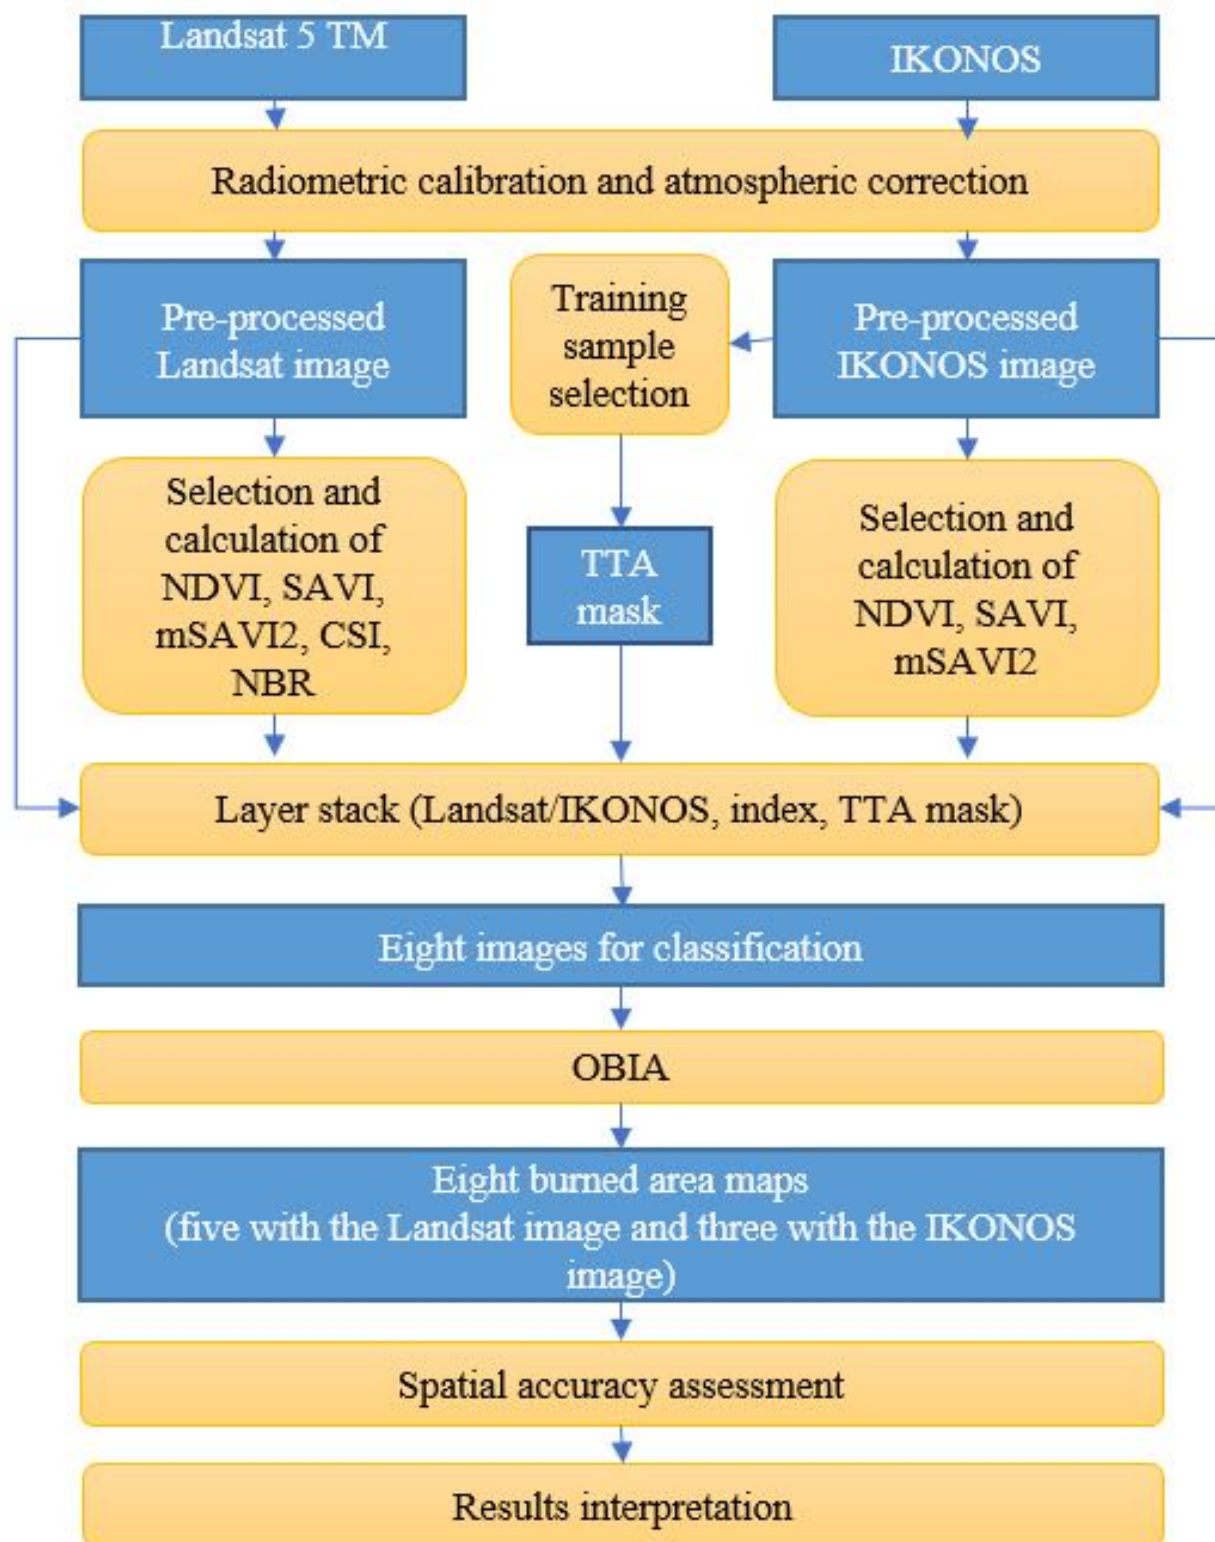 Landsat 5 TM
IKONOS
Radiometric calibration and atmospheric correction
Pre-processed
Landsat image
Training
sample
selection
Pre-processed
IKONOS image
Selection and
calculation of
NDVI, SAVI,
mSAVI2, CSI,
NBR
TTA
mask
Selection and
calculation of
NDVI, SAVI,
mSAVI2
Layer stack (Landsat/IKONOS, index, TTA mask)
Eight images for classification
OBIA
Eight burned area maps
(five with the Landsat image and three with the IKONOS
image)
Spatial accuracy assessment
Results interpretation